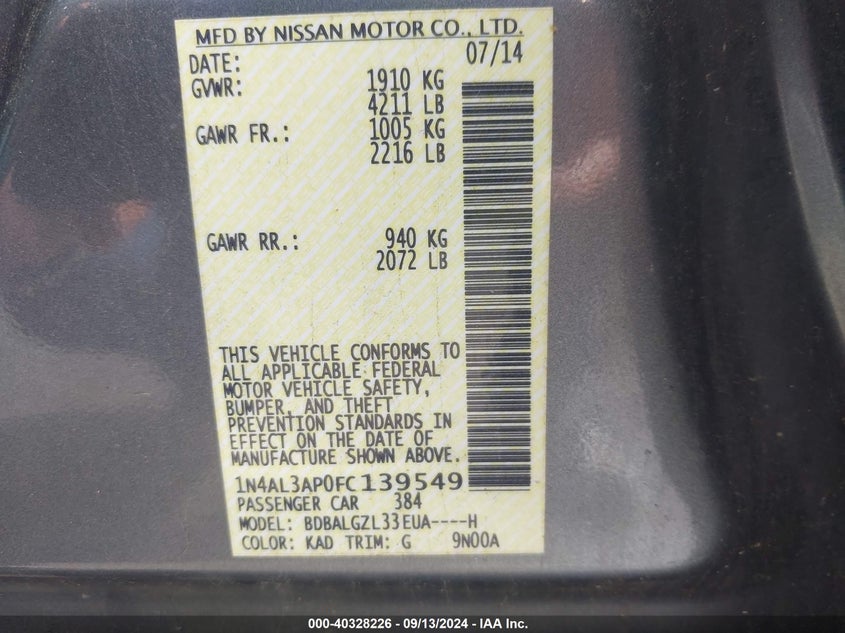 MFD BY NISSAN MOTOR CO., LTD.
DATE: 07/14
GVWR: 1910 KG
4211 LB
GAWR FR.: 1005 KG
2216 LB
GAWR RR.: 940 KG
2072 LB
THIS VEHICLE CONFORMS TO
ALL APPLICABLE FEDERAL
MOTOR VEHICLE SAFETY,
BUMPER, AND THEFT
PREVENTION STANDARDS IN
EFFECT ON THE DATE OF
MANUFACTURE SHOWN ABOVE.
1N4AL3AP0FC139549
PASSENGER CAR 384
MODEL: BDBALGZL33EUA----H
COLOR: KAD TRIM: G 9N00A
000-40328226 - 09/13/2024 - IAA Inc.